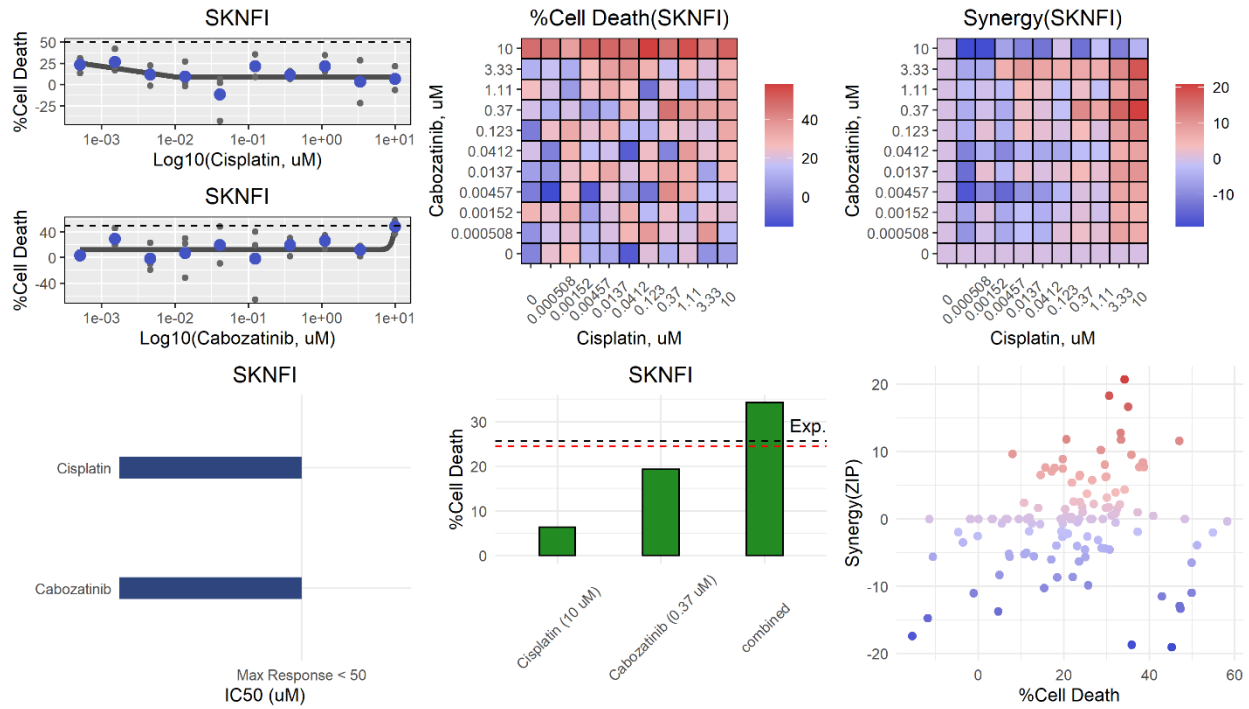 SKNFI
%Cell Death
50
25
0
-25
1e-03
1e-02
1e-01
1e+00
1e+01
Log10(Cisplatin, uM)
SKNFI
%Cell Death
40
0
-40
1e-03
1e-02
1e-01
1e+00
1e+01
Log10(Cabozatinib, uM)
%Cell Death(SKNFI)
Cabozatinib, uM
10
3.33
1.11
0.37
0.123
0.0412
0.0137
0.00457
0.00152
0.000508
0
0
0.000508
0.00152
0.00457
0.0137
0.0412
0.123
0.37
1.11
3.33
10
Cisplatin, uM
40
20
0
Synergy(SKNFI)
Cabozatinib, uM
10
3.33
1.11
0.37
0.123
0.0412
0.0137
0.00457
0.00152
0.000508
0
0
0.000508
0.00152
0.00457
0.0137
0.0412
0.123
0.37
1.11
3.33
10
Cisplatin, uM
20
10
0
-10
SKNFI
Cisplatin
Cabozatinib
Max Response < 50
IC50 (uM)
SKNFI
%Cell Death
30
20
10
0
Exp.
Cisplatin (10 uM)
Cabozatinib (0.37 uM)
combined
Synergy(ZIP)
20
10
0
-10
-20
0
20
40
60
%Cell Death